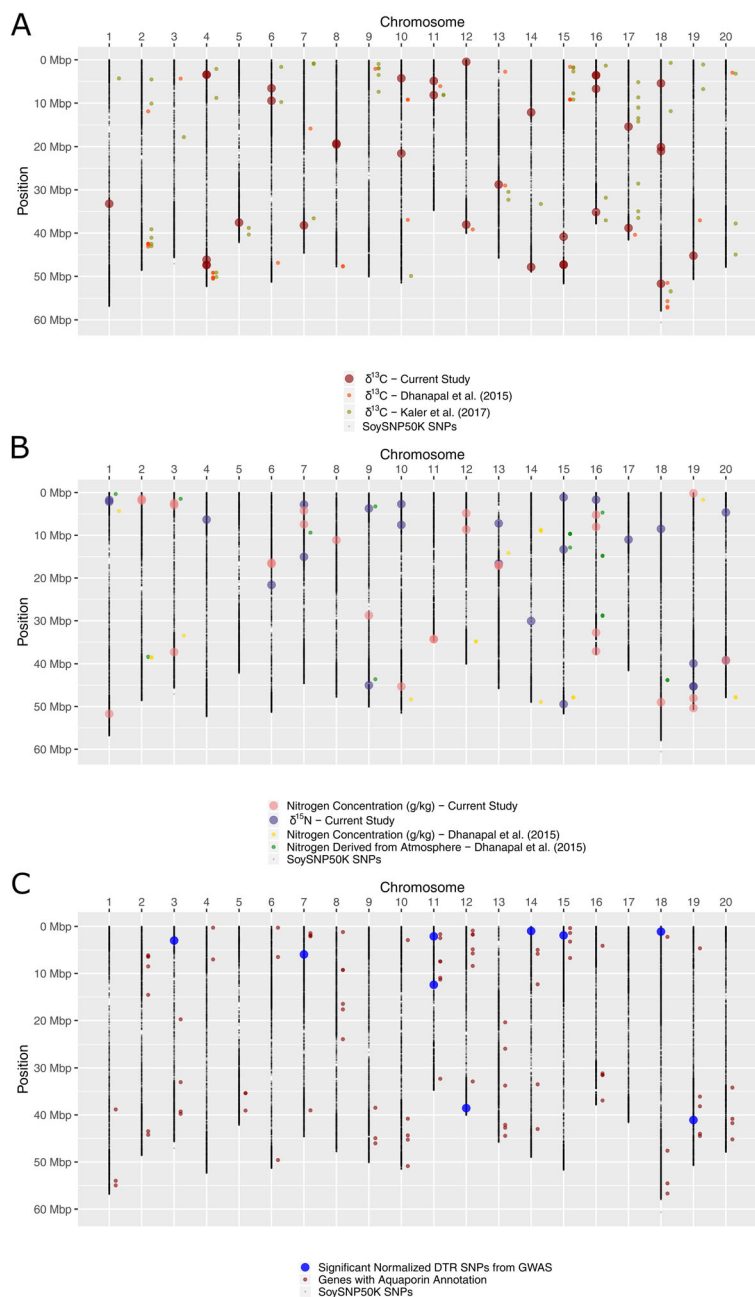 A
Chromosome
1 2 3 4 5 6 7 8 9 10 11 12 13 14 15 16 17 18 19 20
0 Mbp
10 Mbp
20 Mbp
30 Mbp
40 Mbp
50 Mbp
60 Mbp
Position
δ¹³C − Current Study
δ¹³C − Dhanapal et al. (2015)
δ¹³C − Kaler et al. (2017)
SoySNP50K SNPs
B
Chromosome
1 2 3 4 5 6 7 8 9 10 11 12 13 14 15 16 17 18 19 20
0 Mbp
10 Mbp
20 Mbp
30 Mbp
40 Mbp
50 Mbp
60 Mbp
Position
Nitrogen Concentration (g/kg) − Current Study
δ¹⁵N − Current Study
Nitrogen Concentration (g/kg) − Dhanapal et al. (2015)
Nitrogen Derived from Atmosphere − Dhanapal et al. (2015)
SoySNP50K SNPs
C
Chromosome
1 2 3 4 5 6 7 8 9 10 11 12 13 14 15 16 17 18 19 20
0 Mbp
10 Mbp
20 Mbp
30 Mbp
40 Mbp
50 Mbp
60 Mbp
Position
Significant Normalized DTR SNPs from GWAS
Genes with Aquaporin Annotation
SoySNP50K SNPs